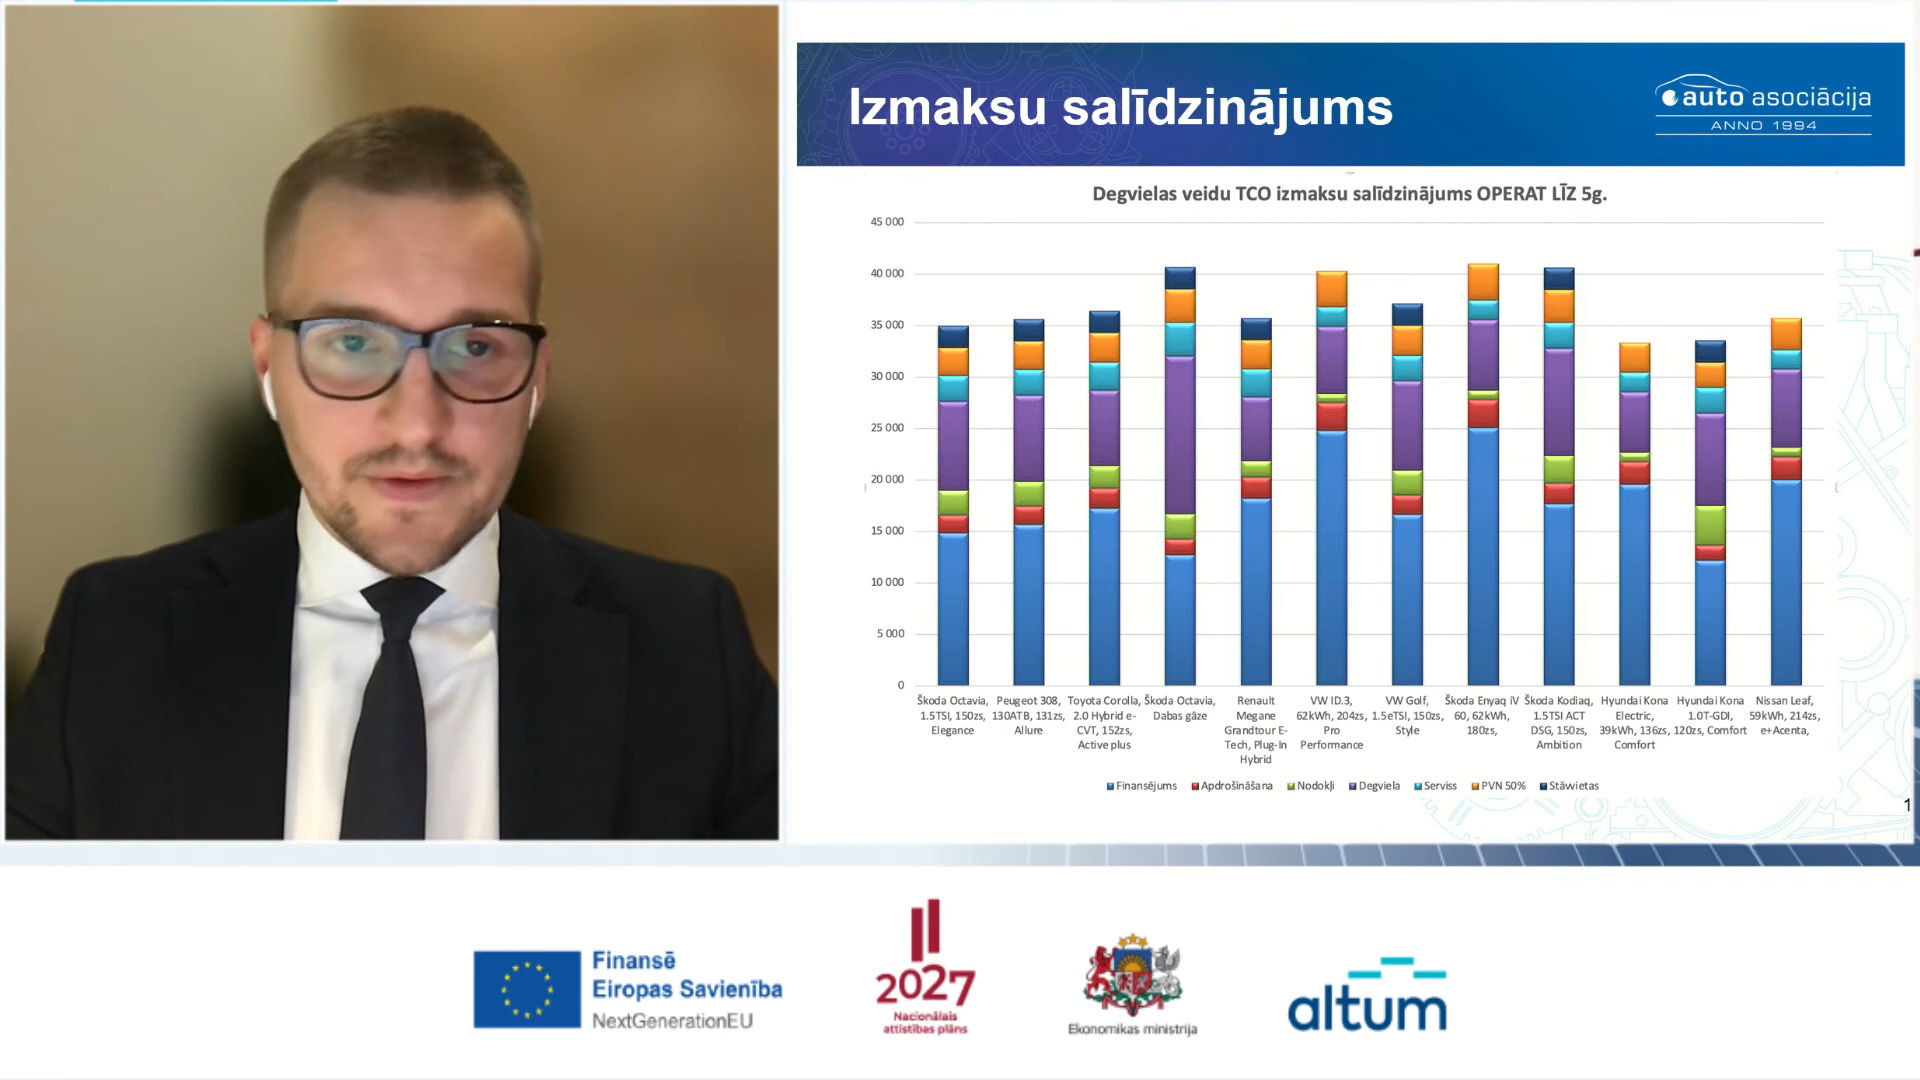 Izmaksu salīdzinājums
auto asociācija
ANNO 1994
Degvielas veidu TCO izmaksu salīdzinājums OPERAT LĪZ 5g.
45 000
40 000
35 000
30 000
25 000
20 000
15 000
10 000
5 000
0
Škoda Octavia,
1.5TSI, 150zs,
Elegance
Peugeot 308,
130ATB, 131zs,
Allure
Toyota Corolla,
2.0 Hybrid e-
CVT, 152zs,
Active plus
Škoda Octavia,
Dabas gāze
Renault
Megane
Grandtour E-
Tech, Plug-In
Hybrid
VW ID.3,
62kWh, 204zs,
Pro
Performance
VW Golf,
1.5eTSI, 150zs,
Style
Škoda Enyaq iV
60, 62kWh,
180zs,
Škoda Kodiaq,
1.5TSI ACT
DSG, 150zs,
Ambition
Hyundai Kona
Electric,
39kWh, 136zs,
Comfort
Hyundai Kona
1.0T-GDI,
120zs, Comfort
Nissan Leaf,
59kWh, 214zs,
e+Acenta,
Finansējums Apdrošināšana Nodokļi Degviela Serviss PVN 50% Stāvvietas
1
Finansē
Eiropas Savienība
NextGenerationEU
2027
Nacionālais
attīstības plāns
Ekonomikas ministrija
altum